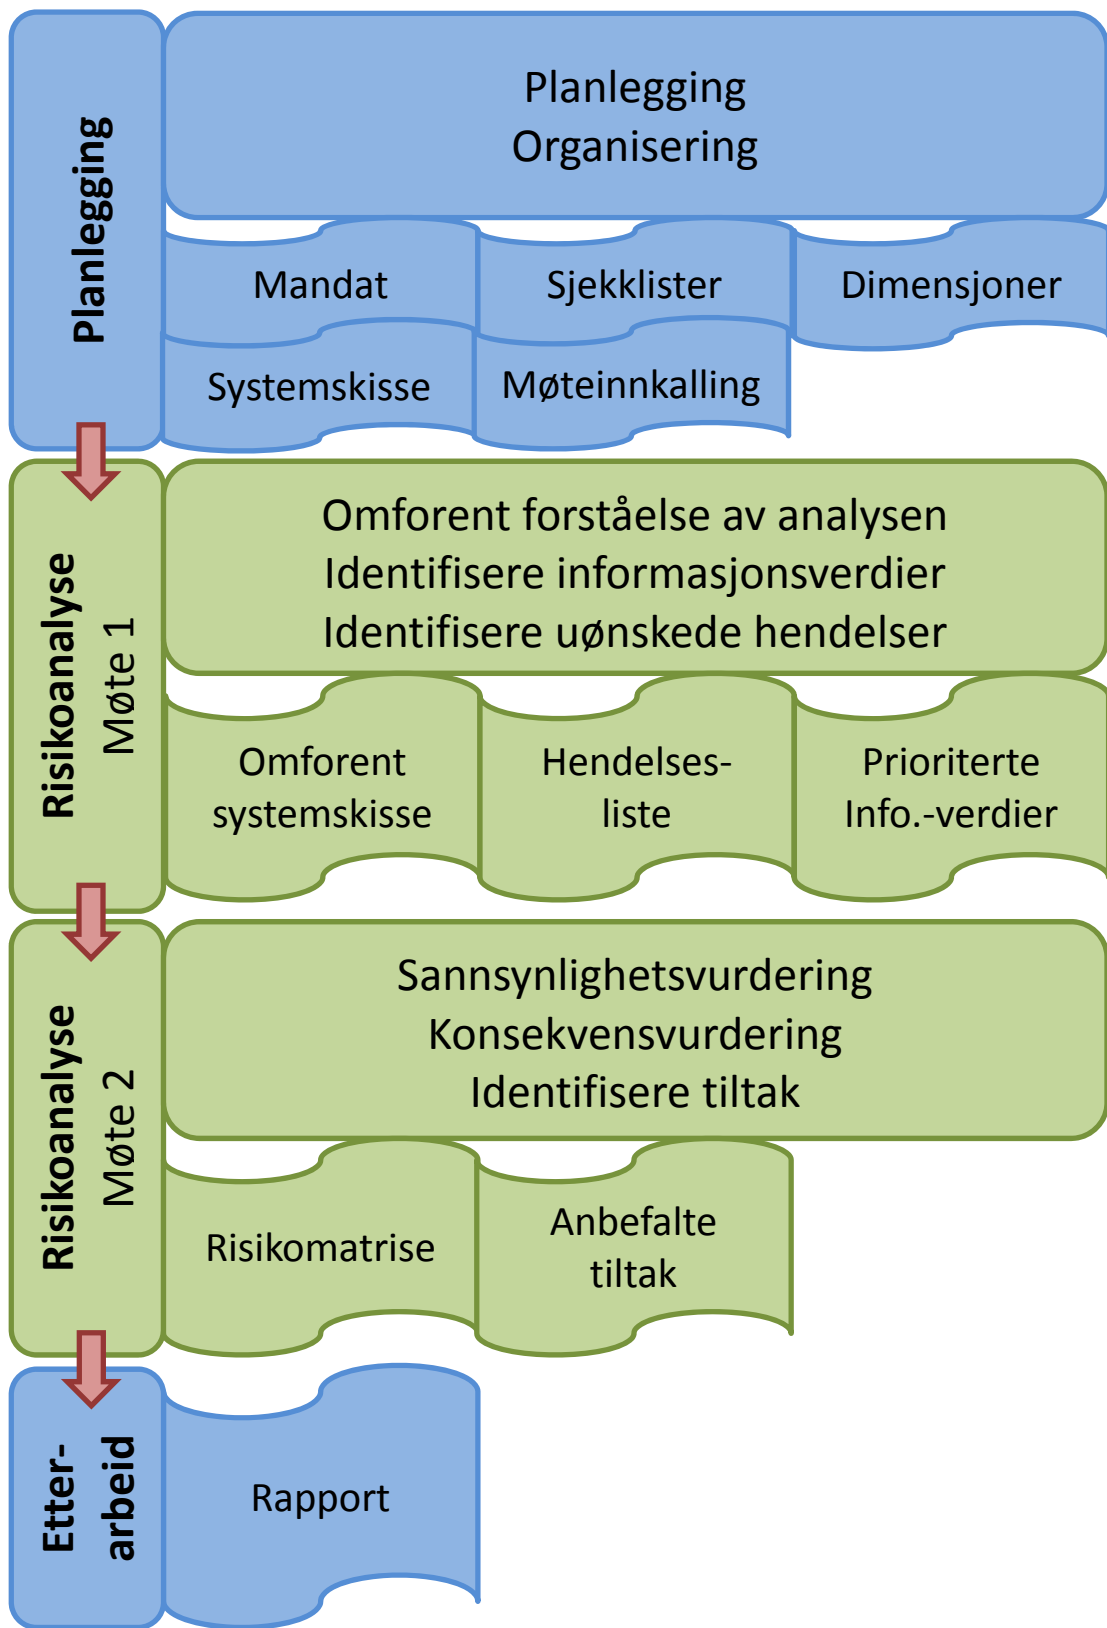 Planlegging
Planlegging
Organisering
Mandat
Sjekklister
Dimensjoner
Systemskisse
Møteinnkalling
Risikoanalyse
Møte 1
Omforent forståelse av analysen
Identifisere informasjonsverdier
Identifisere uønskede hendelser
Omforent
systemskisse
Hendelses-
liste
Prioriterte
Info.-verdier
Risikoanalyse
Møte 2
Sannsynlighetsvurdering
Konsekvensvurdering
Identifisere tiltak
Risikomatrise
Anbefalte
tiltak
Etter-
arbeid
Rapport